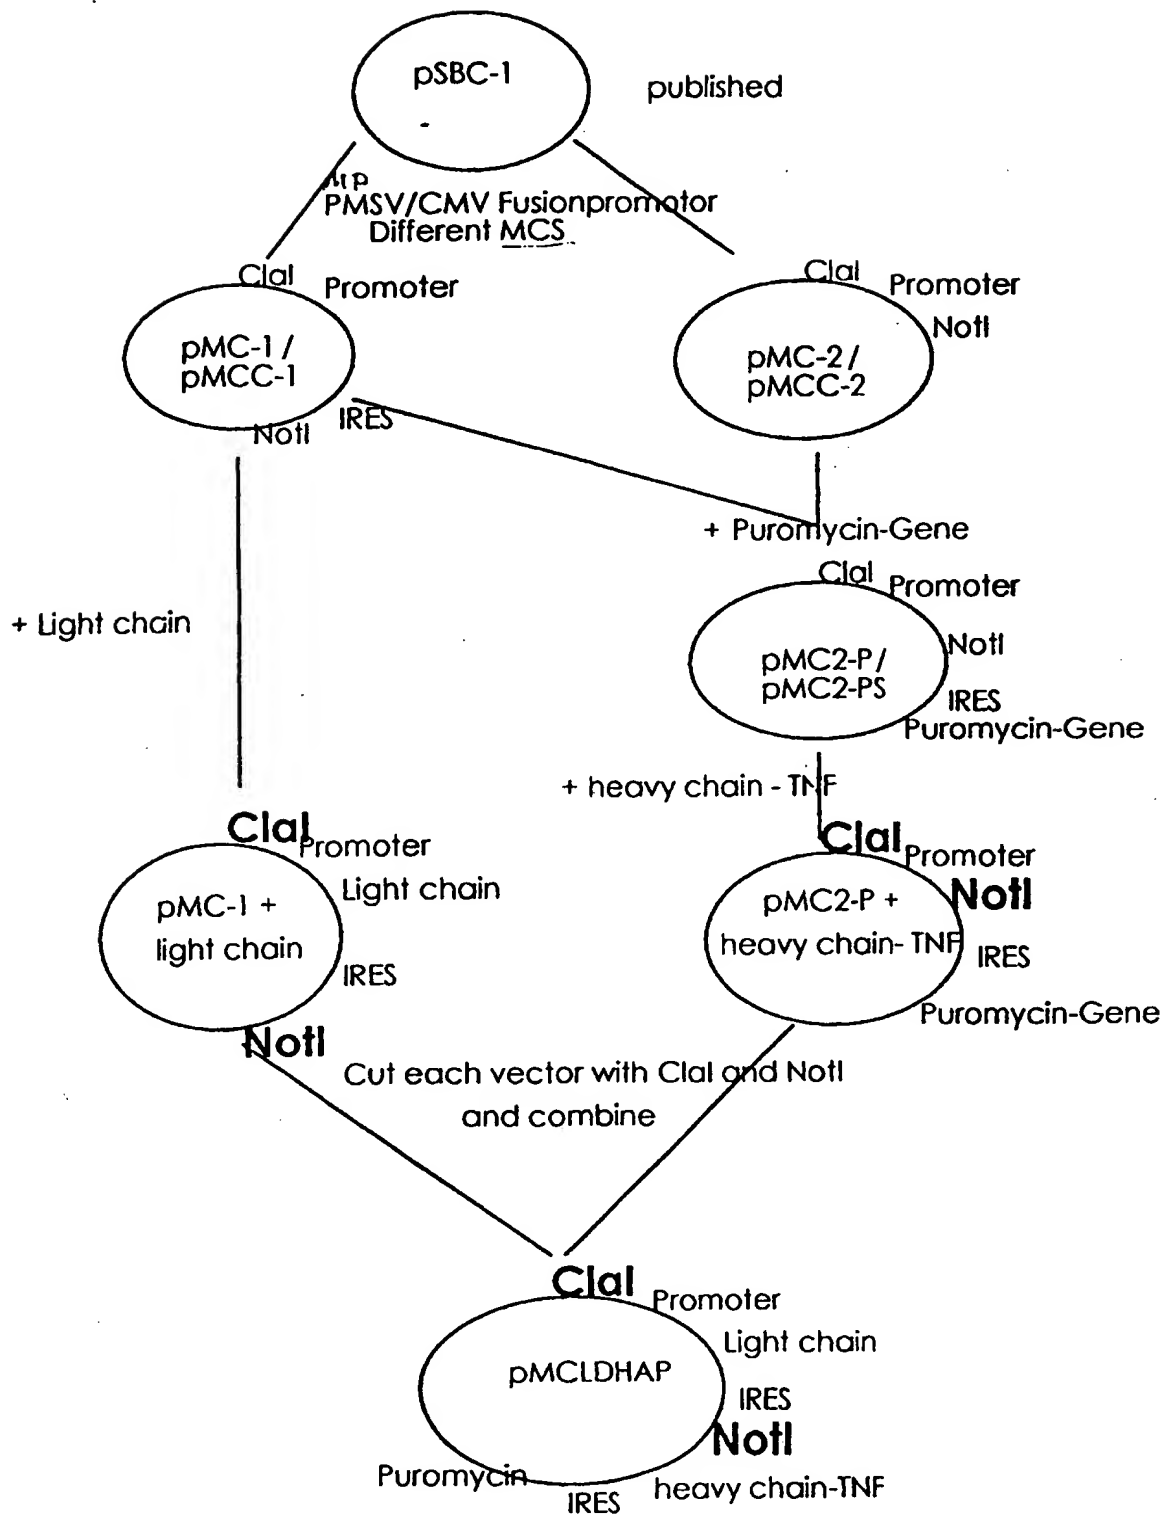 pSBC-1
published
PMSV/CMV Fusionpromotor
Different MCS
ClaI
Promoter
pMC-1 /
pMCC-1
IRES
NotI
ClaI
Promoter
NotI
pMC-2 /
pMCC-2
+ Puromycin-Gene
ClaI
Promoter
+ Light chain
NotI
pMC2-P /
pMC2-PS
IRES
Puromycin-Gene
+ heavy chain - TNF
ClaI
Promoter
Light chain
pMC-1 +
light chain
IRES
NotI
ClaI
Promoter
NotI
pMC2-P +
heavy chain- TNF
IRES
Puromycin-Gene
Cut each vector with ClaI and NotI
and combine
ClaI
Promoter
Light chain
pMCLDHAP
IRES
NotI
Puromycin
IRES
heavy chain-TNF